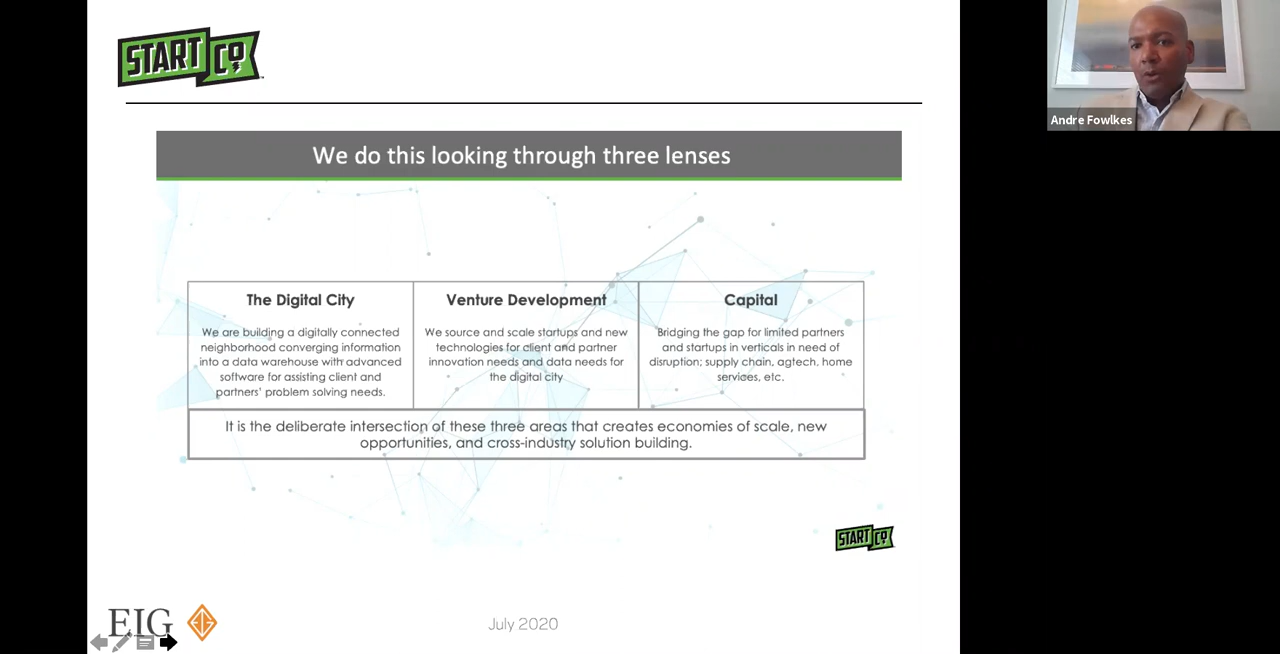 START CO
Andre Fowlkes
We do this looking through three lenses
The Digital City
We are building a digitally connected
neighborhood converging information
into a data warehouse with advanced
software for assisting client and
partners' problem solving needs.
Venture Development
We source and scale startups and new
technologies for client and partner
innovation needs and data needs for
the digital city
Capital
Bridging the gap for limited partners
and startups in verticals in need of
disruption; supply chain, agtech, home
services, etc.
It is the deliberate intersection of these three areas that creates economies of scale, new
opportunities, and cross-industry solution building.
START CO
EIG
EIG
July 2020